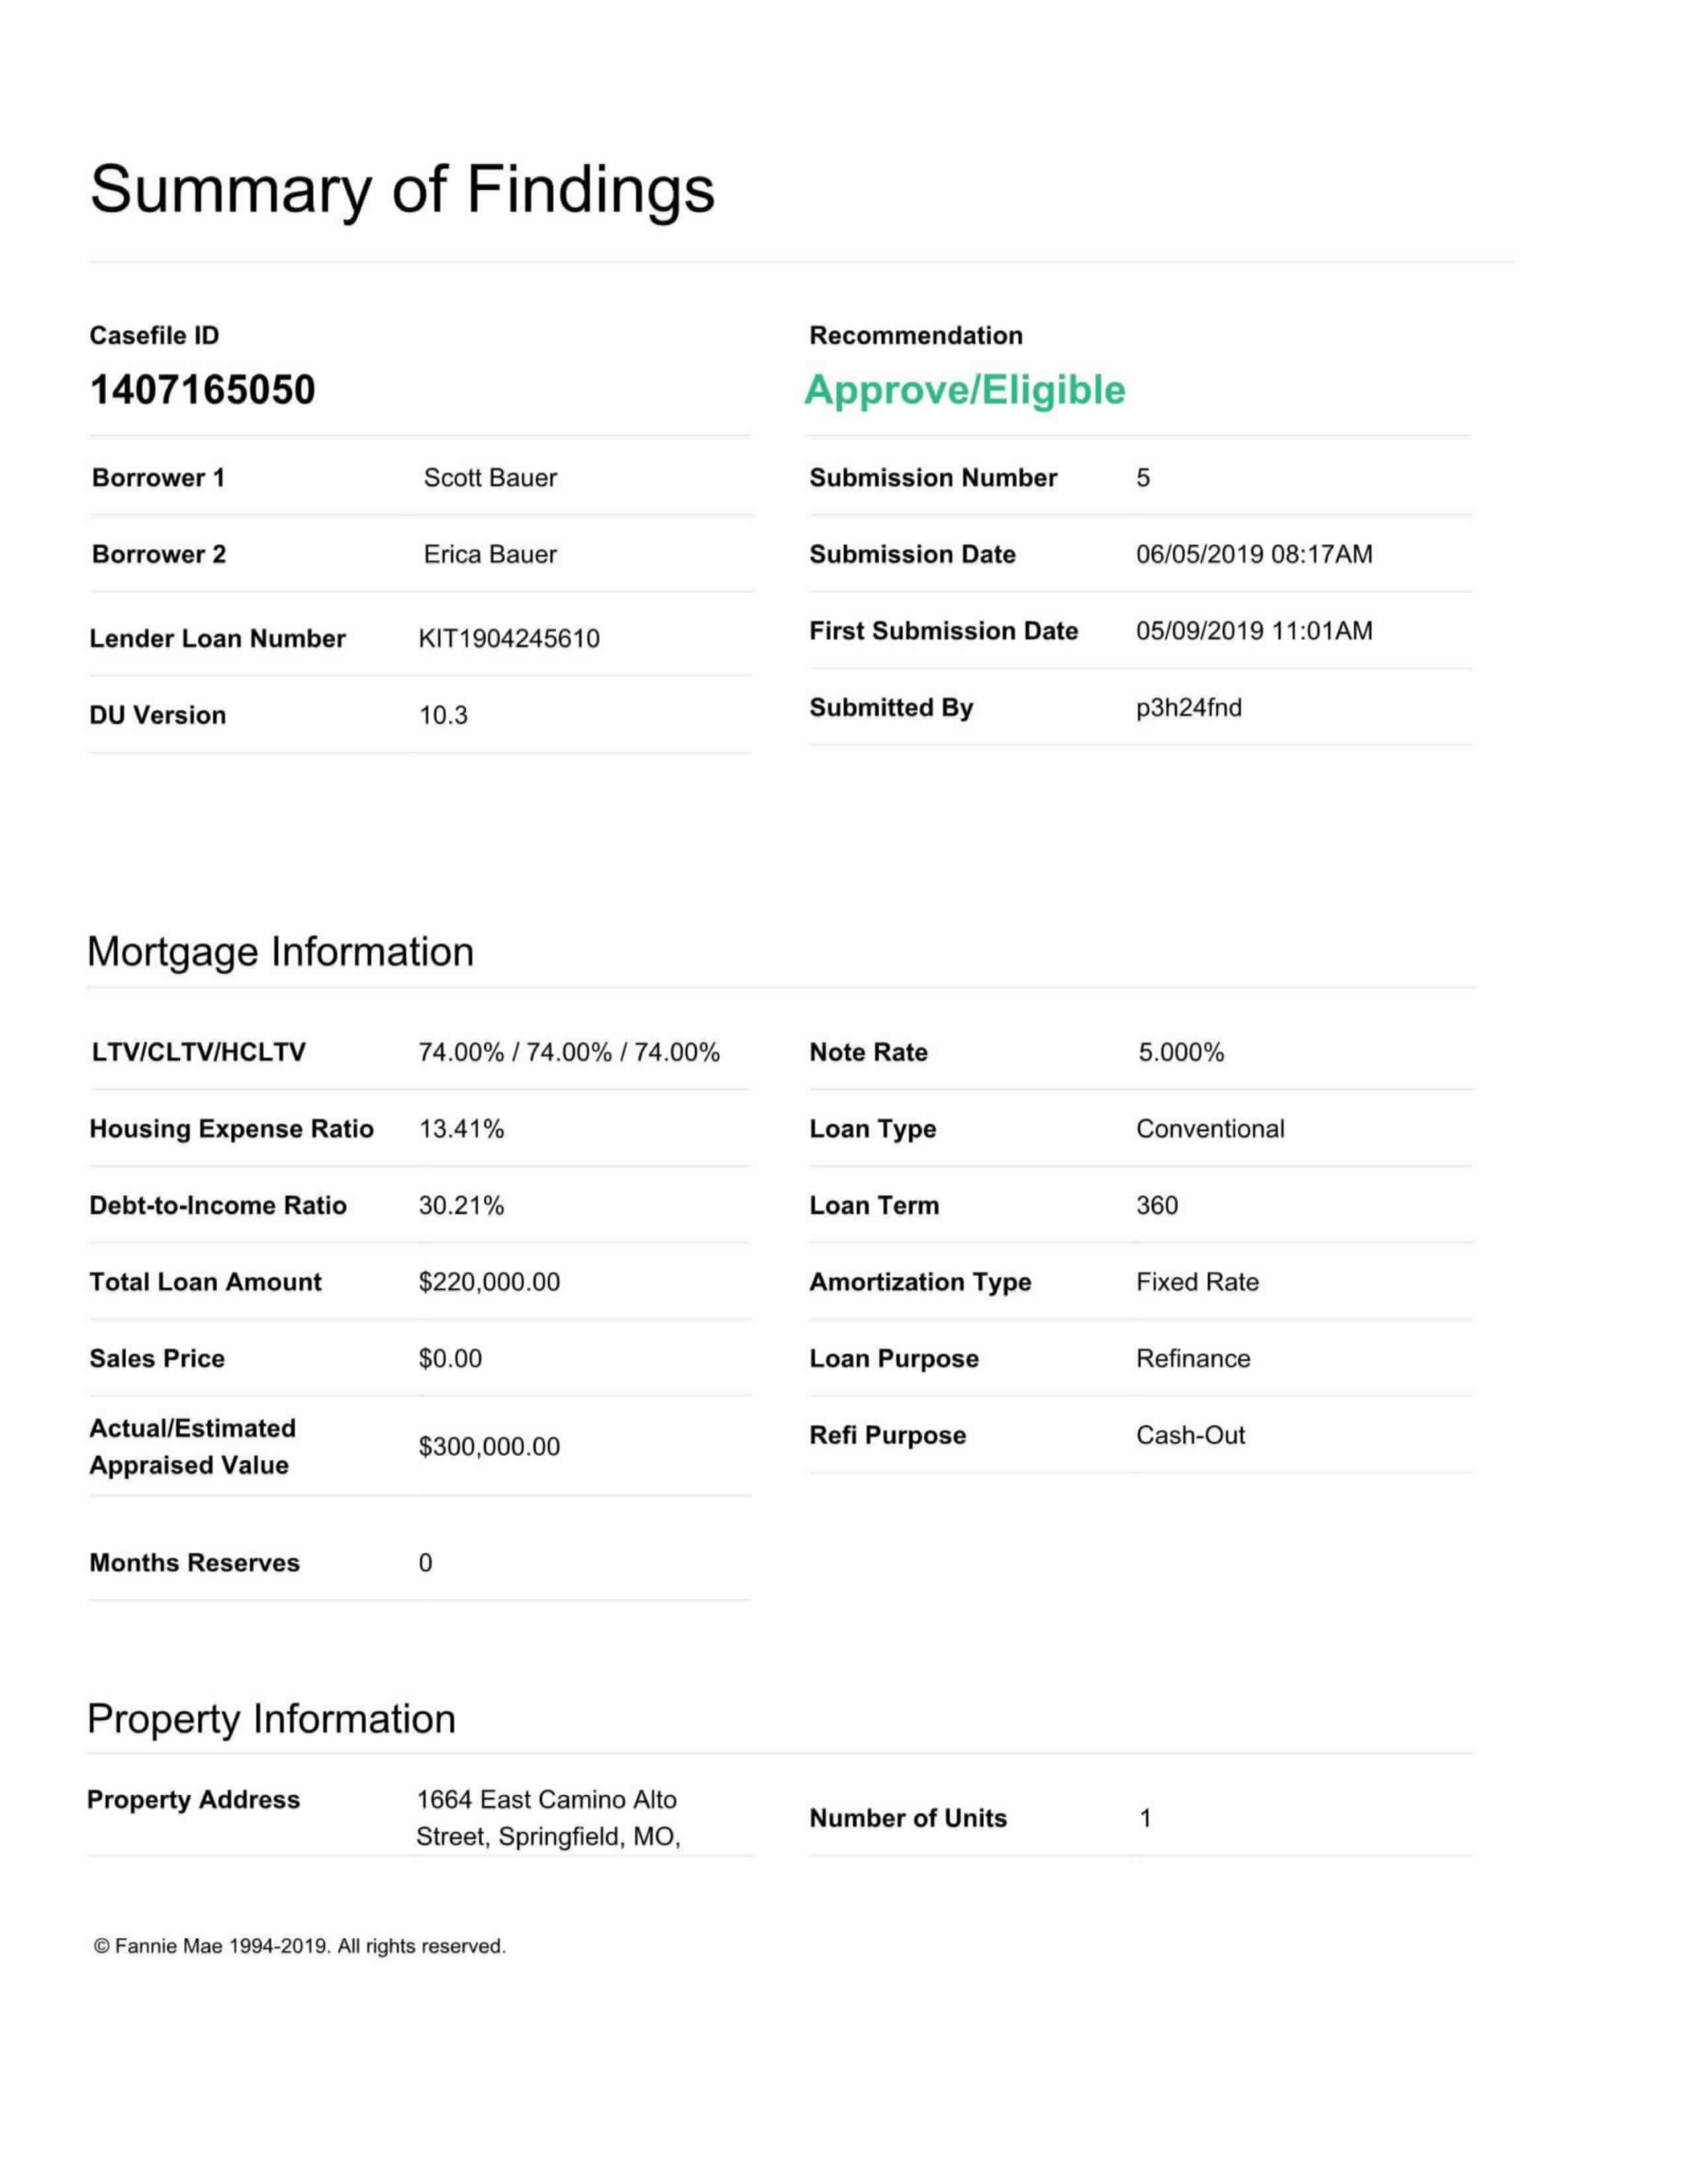 Summary of Findings
Casefile ID
1407165050
Recommendation
Approve/Eligible
Borrower 1 Scott Bauer
Borrower 2 Erica Bauer
Lender Loan Number KIT1904245610
DU Version 10.3
Submission Number 5
Submission Date 06/05/2019 08:17AM
First Submission Date 05/09/2019 11:01AM
Submitted By p3h24fnd
Mortgage Information
LTV/CLTV/HCLTV 74.00% / 74.00% / 74.00%
Housing Expense Ratio 13.41%
Debt-to-Income Ratio 30.21%
Total Loan Amount $220,000.00
Sales Price $0.00
Actual/Estimated
Appraised Value $300,000.00
Months Reserves 0
Note Rate 5.000%
Loan Type Conventional
Loan Term 360
Amortization Type Fixed Rate
Loan Purpose Refinance
Refi Purpose Cash-Out
Property Information
Property Address 1664 East Camino Alto
Street, Springfield, MO,
Number of Units 1
© Fannie Mae 1994-2019. All rights reserved.